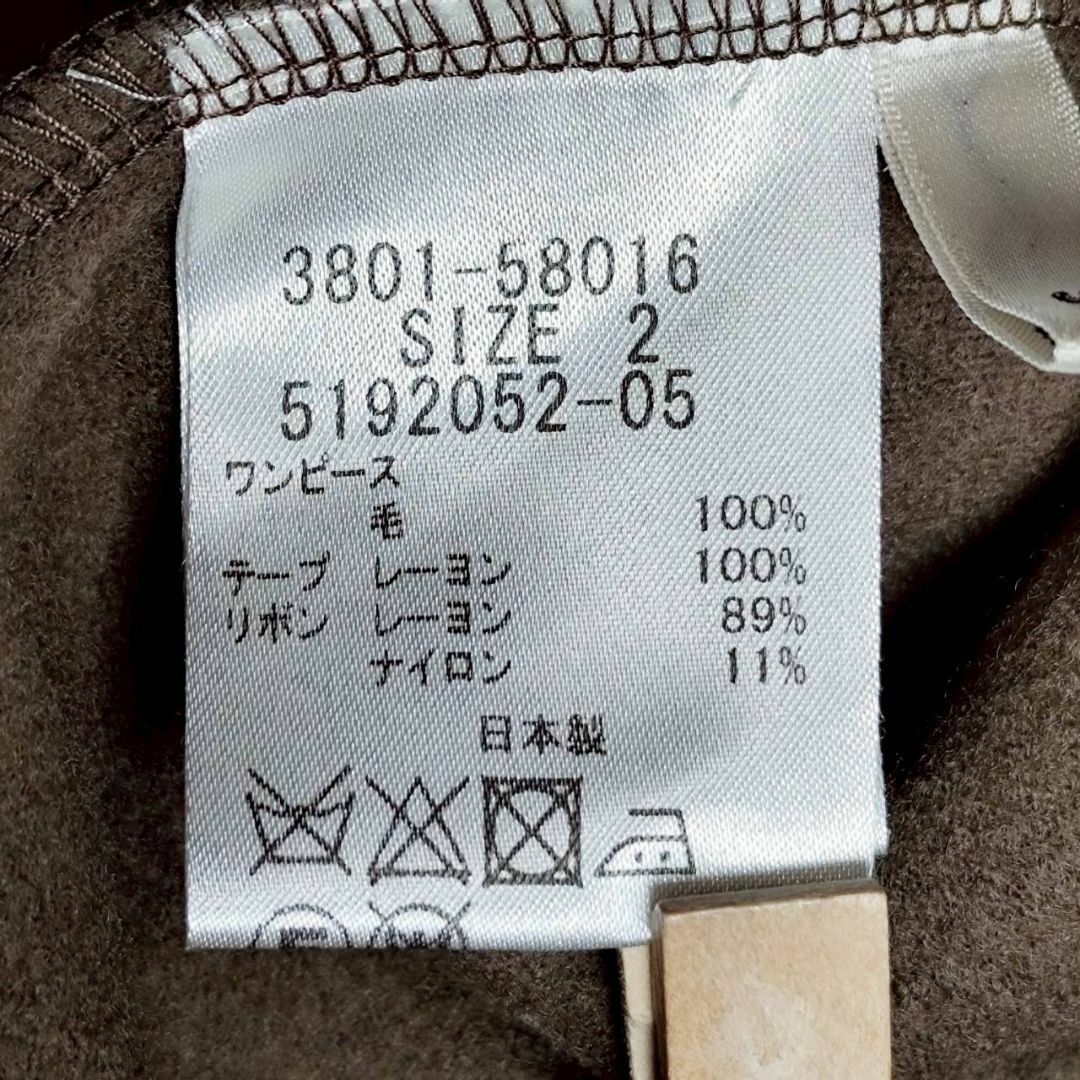 3801-58016
SIZE 2
5192052-05
ワンピース
毛 100%
テープ レーヨン 100%
リボン レーヨン 89%
ナイロン 11%
日本製